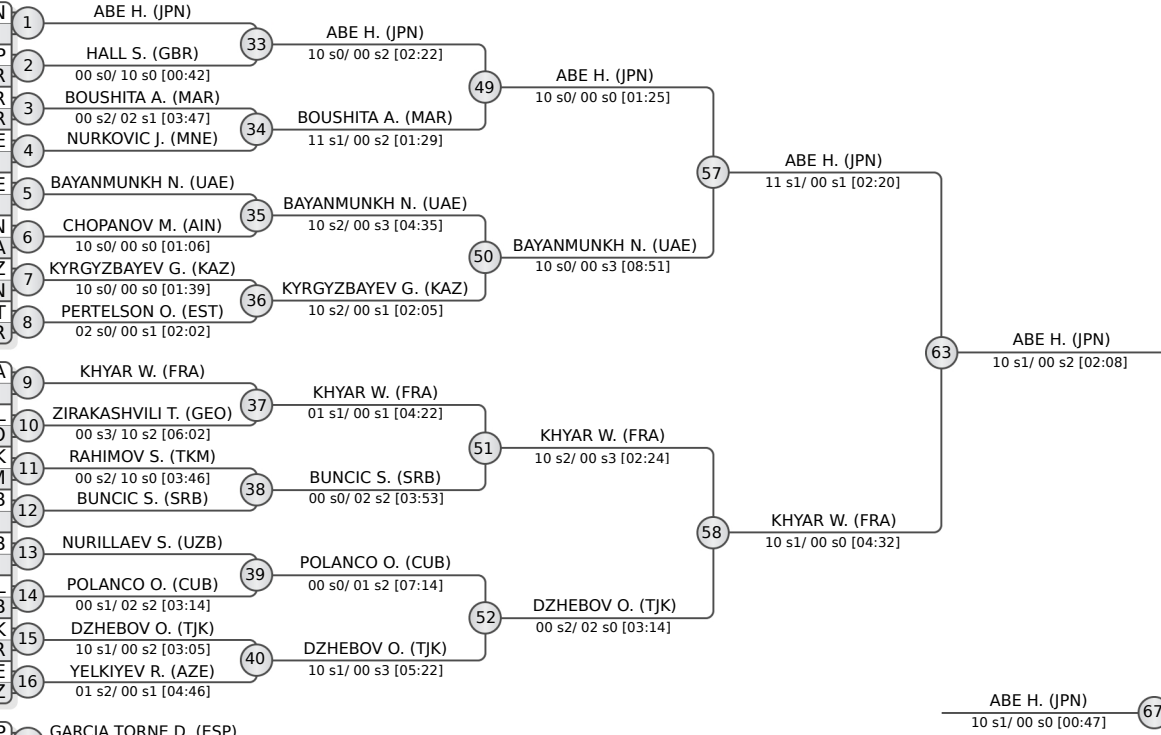 ABE H. (JPN)
1
33
ABE H. (JPN)
10 s0/ 00 s2 [02:22]
HALL S. (GBR)
2
00 s0/ 10 s0 [00:42]
49
ABE H. (JPN)
10 s0/ 00 s0 [01:25]
BOUSHITA A. (MAR)
3
00 s2/ 02 s1 [03:47]
34
BOUSHITA A. (MAR)
11 s1/ 00 s2 [01:29]
NURKOVIC J. (MNE)
4
57
ABE H. (JPN)
11 s1/ 00 s1 [02:20]
BAYANMUNKH N. (UAE)
5
35
BAYANMUNKH N. (UAE)
10 s2/ 00 s3 [04:35]
CHOPANOV M. (AIN)
6
10 s0/ 00 s0 [01:06]
50
BAYANMUNKH N. (UAE)
10 s0/ 00 s3 [08:51]
KYRGYZBAYEV G. (KAZ)
7
10 s0/ 00 s0 [01:39]
36
KYRGYZBAYEV G. (KAZ)
10 s2/ 00 s1 [02:05]
PERTELSON O. (EST)
8
02 s0/ 00 s1 [02:02]
63
ABE H. (JPN)
10 s1/ 00 s2 [02:08]
KHYAR W. (FRA)
9
37
KHYAR W. (FRA)
01 s1/ 00 s1 [04:22]
ZIRAKASHVILI T. (GEO)
10
00 s3/ 10 s2 [06:02]
51
KHYAR W. (FRA)
10 s2/ 00 s3 [02:24]
RAHIMOV S. (TKM)
11
00 s2/ 10 s0 [03:46]
38
BUNCIC S. (SRB)
00 s0/ 02 s2 [03:53]
BUNCIC S. (SRB)
12
58
KHYAR W. (FRA)
10 s1/ 00 s0 [04:32]
NURILLAEV S. (UZB)
13
39
POLANCO O. (CUB)
00 s0/ 01 s2 [07:14]
POLANCO O. (CUB)
14
00 s1/ 02 s2 [03:14]
52
DZHEBOV O. (TJK)
00 s2/ 02 s0 [03:14]
DZHEBOV O. (TJK)
15
10 s1/ 00 s2 [03:05]
40
DZHEBOV O. (TJK)
10 s1/ 00 s3 [05:22]
YELKIYEV R. (AZE)
16
01 s2/ 00 s1 [04:46]
ABE H. (JPN)
67
10 s1/ 00 s0 [00:47]
GARCIA TORNE D. (ESP)